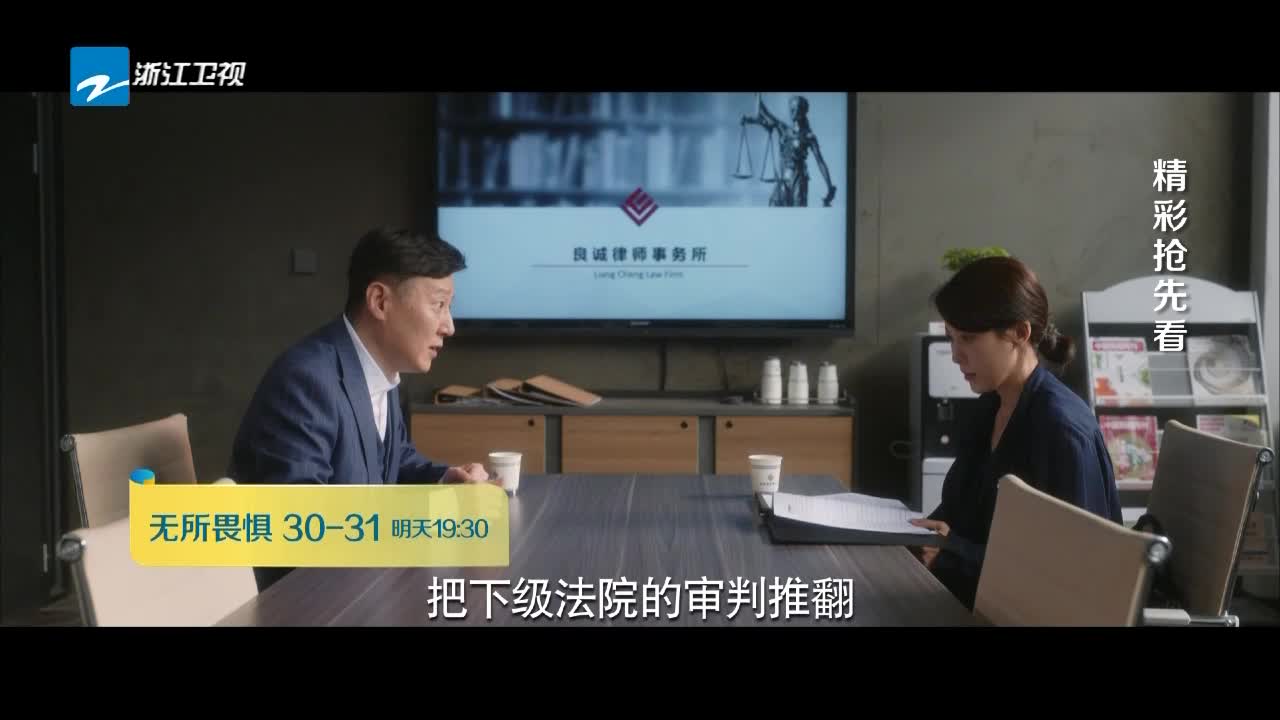 浙江卫视
精彩抢先看
良诚律师事务所
Liang Cheng Law Firm
无所畏惧 30-31 明天19:30
把下级法院的审判推翻